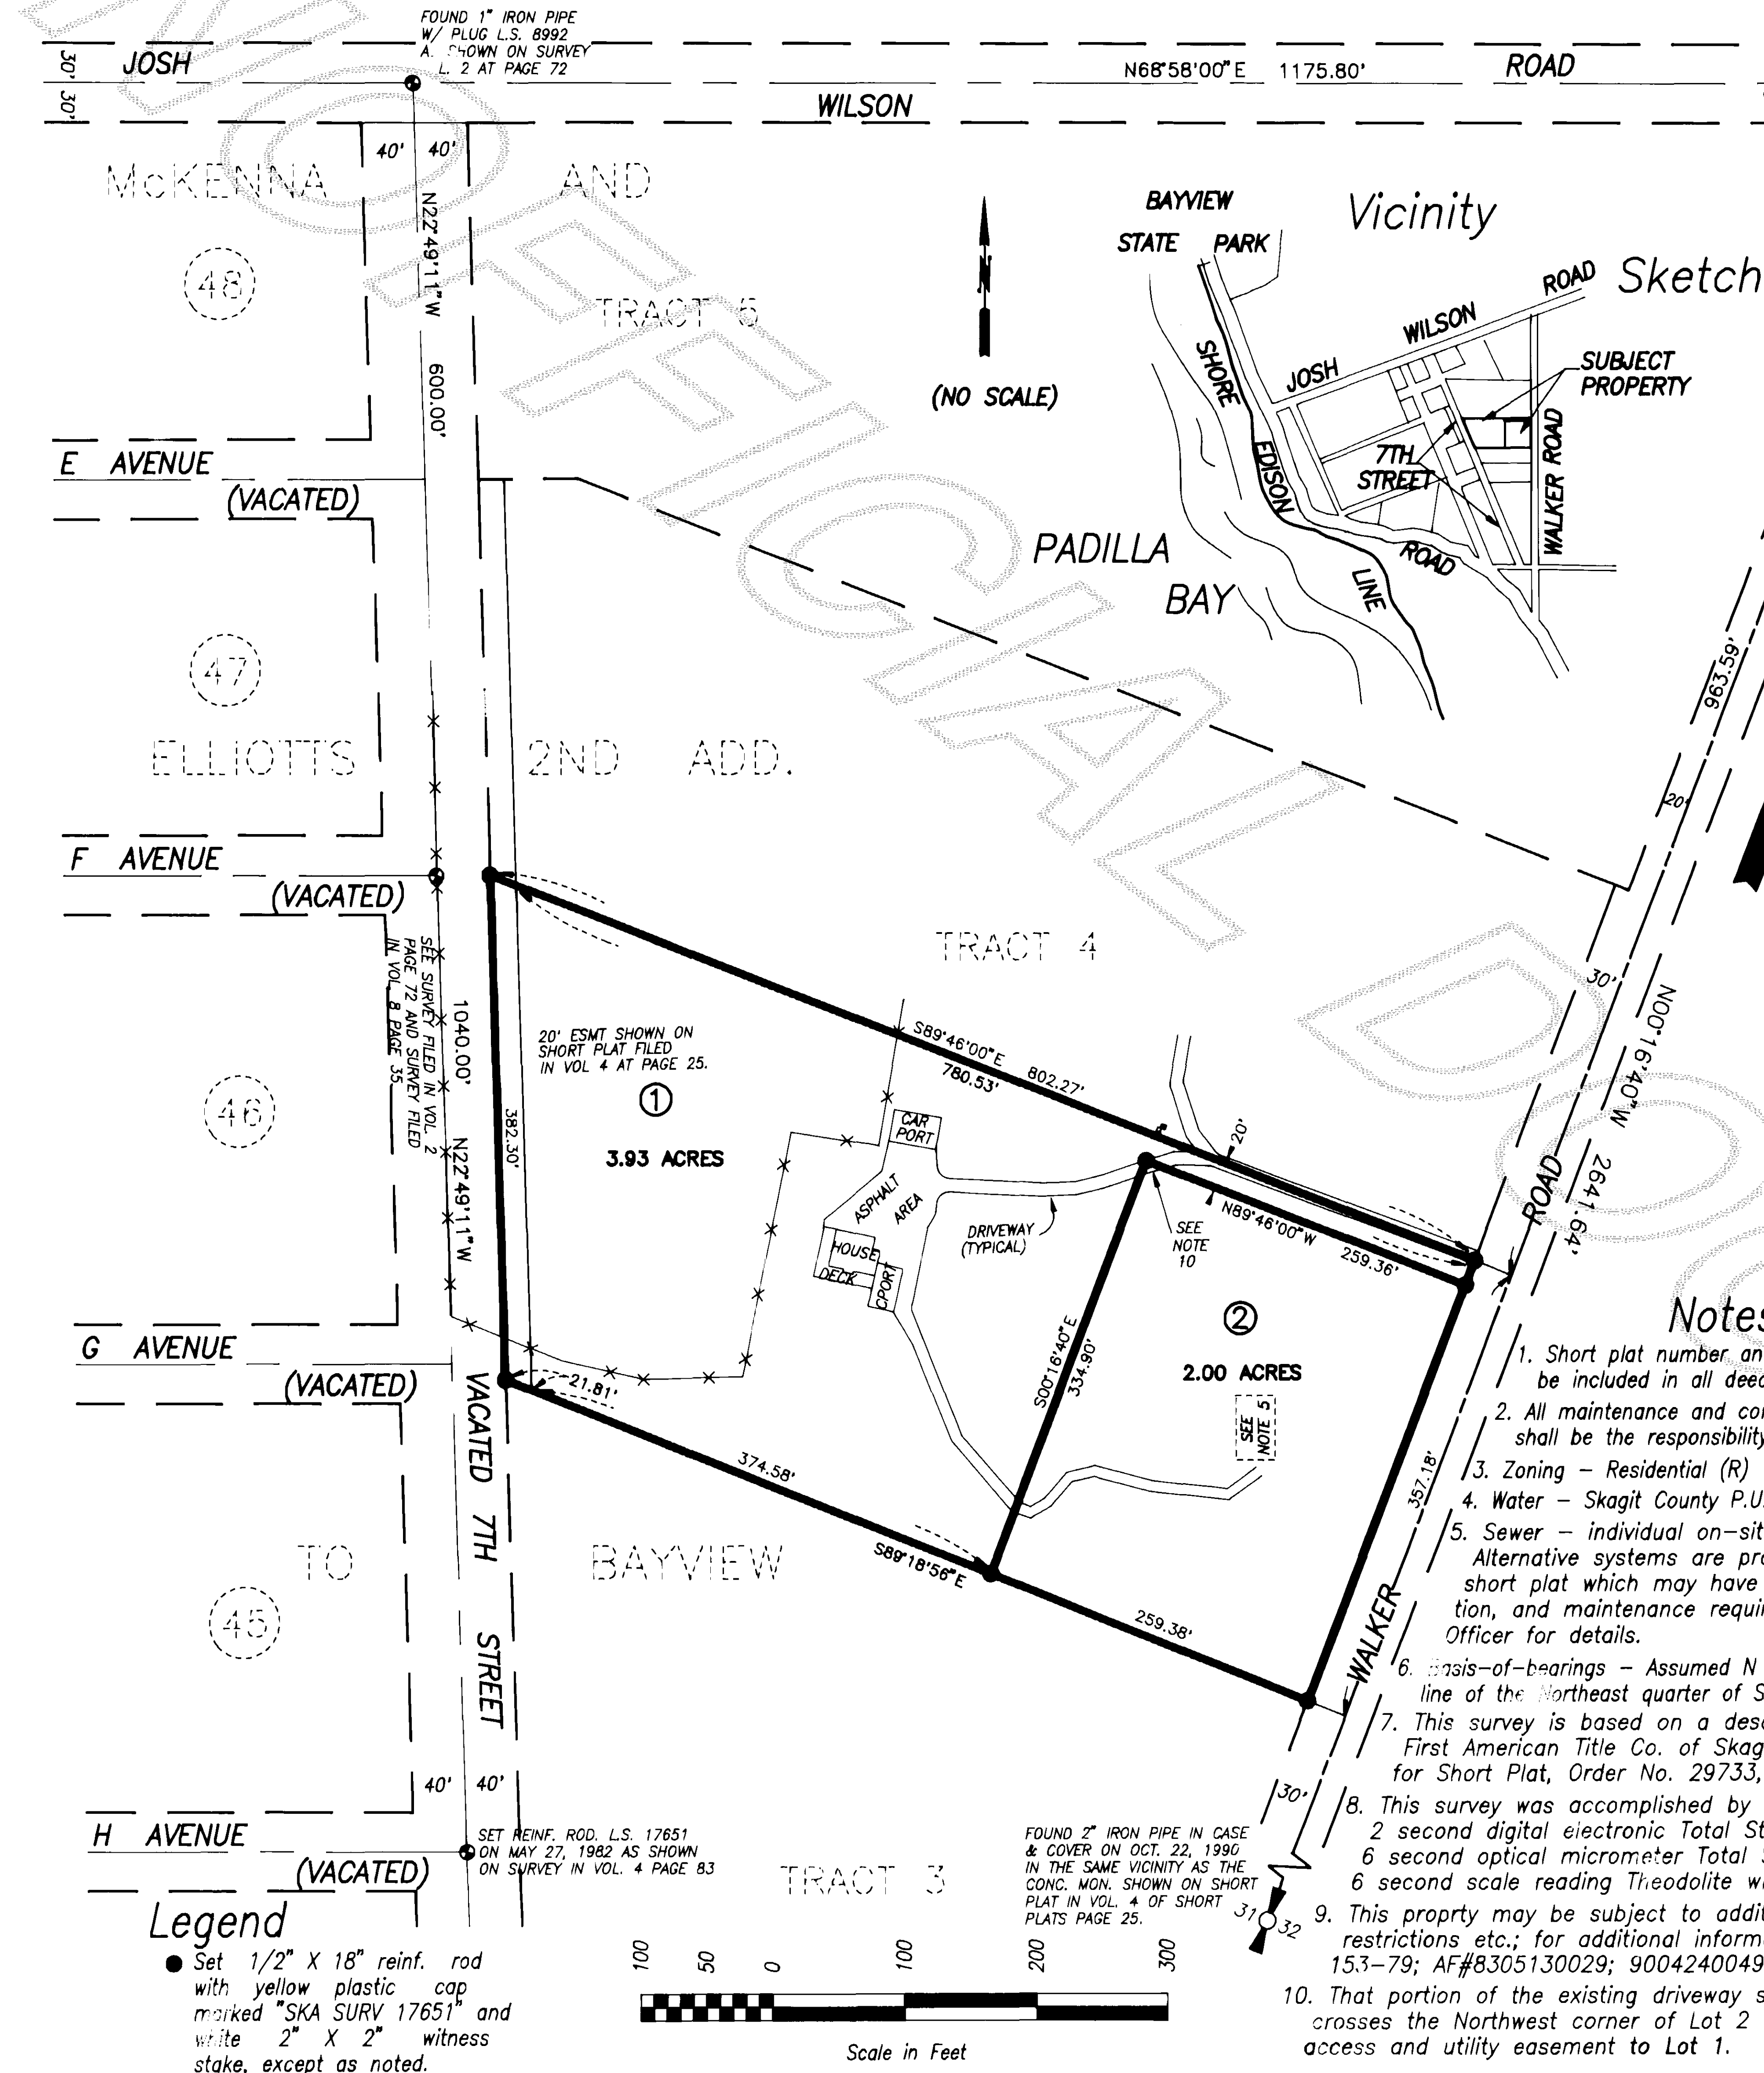 FOUND 1" IRON PIPE
W/ PLUG L.S. 8992
SHOWN ON SURVEY
2 AT PAGE 72
30' 30'
JOSH
WILSON
N68°58'00"E 1175.80'
ROAD
40' 40'
McKENNA AND
N22°49'11"W 600.00'
48
TRACT
BAYVIEW
STATE PARK
Vicinity
Sketch
N
(NO SCALE)
ROAD
WILSON
JOSH
SHORE
EDISON
SUBJECT
PROPERTY
7TH
STREET
WALKER ROAD
ROAD
LINE
PADILLA
BAY
E AVENUE
(VACATED)
47
963.59'
20'
ELLIOTTS 2ND ADD.
F AVENUE
(VACATED)
TRACT 4
30'
N00°16'40"W 2641.64'
SEE SURVEY FILED IN VOL. 2
PAGE 72 AND SURVEY FILED
IN VOL. 8 PAGE 35
1040.00' N22°49'11"W
20' ESMT SHOWN ON
SHORT PLAT FILED
IN VOL 4 AT PAGE 25.
382.30'
1
3.93 ACRES
46
S89°46'00"E 802.27'
780.53'
CAR
PORT
20'
ASPHALT
AREA
DRIVEWAY
(TYPICAL)
SEE
NOTE
10
N89°46'00"W 259.36'
HOUSE
DECK
CPORT
ROAD
2
2.00 ACRES
S00°16'40"E
334.90'
SEE
NOTE 5
357.18'
G AVENUE
(VACATED)
21.81'
374.58'
S89°18'56"E
259.38'
VACATED 7TH STREET
TO BAYVIEW
45
WALKER
40' 40'
H AVENUE
(VACATED)
SET REINF. ROD. L.S. 17651
ON MAY 27, 1982 AS SHOWN
ON SURVEY IN VOL. 4 PAGE 83
TRACT 3
FOUND 2" IRON PIPE IN CASE
& COVER ON OCT. 22, 1990
IN THE SAME VICINITY AS THE
CONC. MON. SHOWN ON SHORT
PLAT IN VOL. 4 OF SHORT
PLATS PAGE 25.
30'
31 32
Notes
1. Short plat number an
be included in all deed
2. All maintenance and co
shall be the responsibility
3. Zoning – Residential (R)
4. Water – Skagit County P.U.
5. Sewer – individual on-sit
Alternative systems are pro
short plat which may have
tion, and maintenance requi
Officer for details.
6. Basis-of-bearings – Assumed N
line of the Northeast quarter of S
7. This survey is based on a des
First American Title Co. of Skag
for Short Plat, Order No. 29733,
8. This survey was accomplished by
2 second digital electronic Total St
6 second optical micrometer Total S
6 second scale reading Theodolite w
9. This proprty may be subject to addit
restrictions etc.; for additional inform
153-79; AF#8305130029; 9004240049
10. That portion of the existing driveway s
crosses the Northwest corner of Lot 2
access and utility easement to Lot 1.
Legend
Set 1/2" X 18" reinf. rod
with yellow plastic cap
marked "SKA SURV 17651" and
white 2" X 2" witness
stake, except as noted.
100 50 0 100 200 300
Scale in Feet